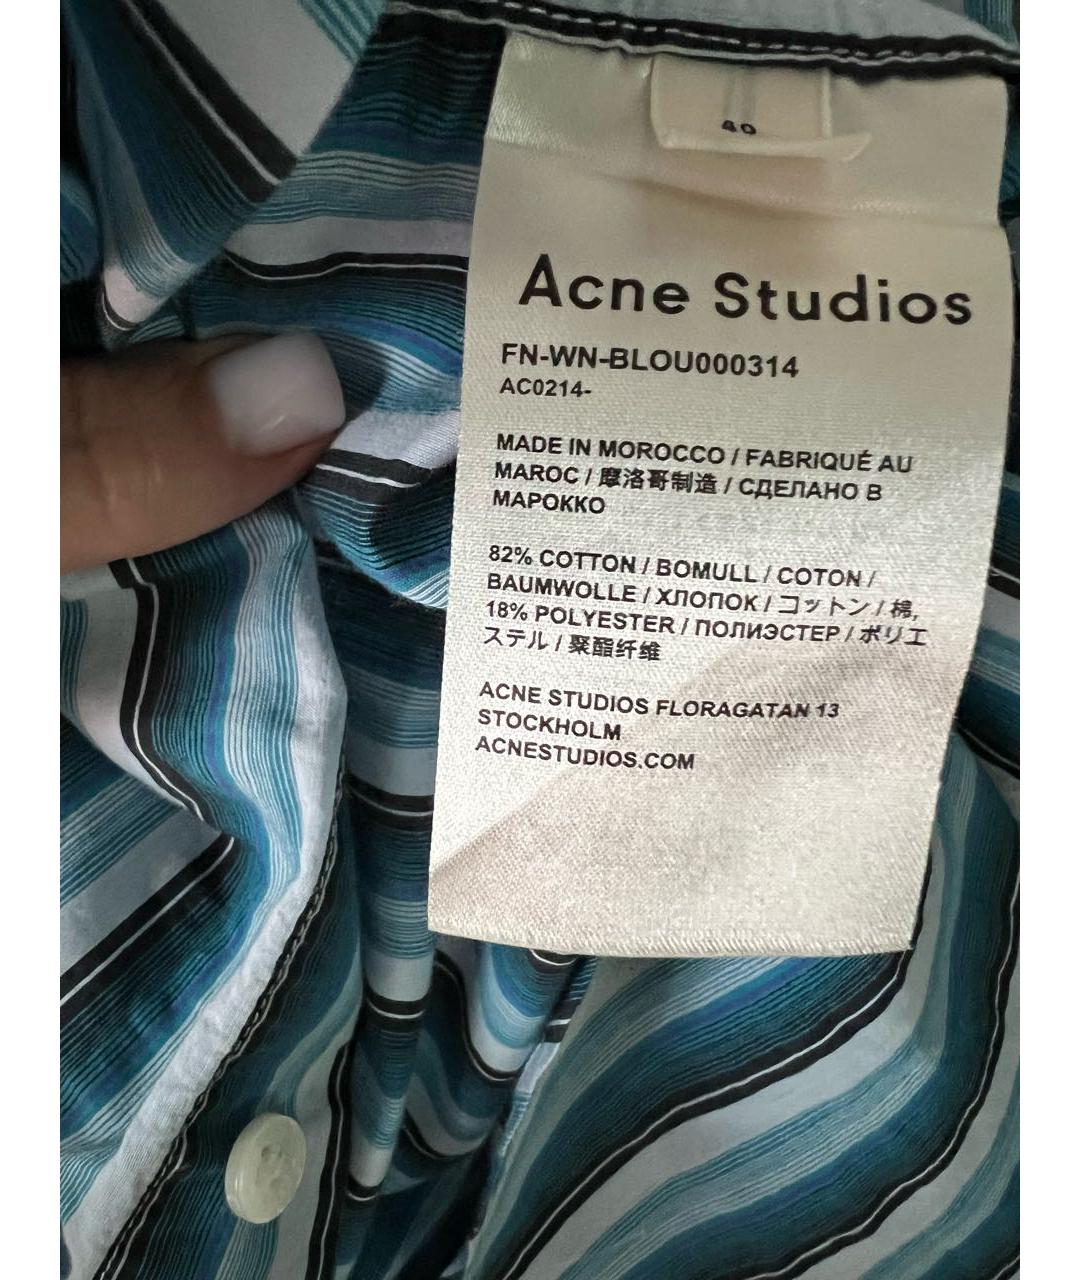 40
Acne Studios
FN-WN-BLOU000314
AC0214-
MADE IN MOROCCO / FABRIQUÉ AU
MAROC / 摩洛哥制造 / СДЕЛАНО В
МАРОККО
82% COTTON / BOMULL / COTON /
BAUMWOLLE / ХЛОПОК / コットン / 棉,
18% POLYESTER / ПОЛИЭСТЕР / ポリエ
ステル / 聚酯纤维
ACNE STUDIOS FLORAGATAN 13
STOCKHOLM
ACNESTUDIOS.COM